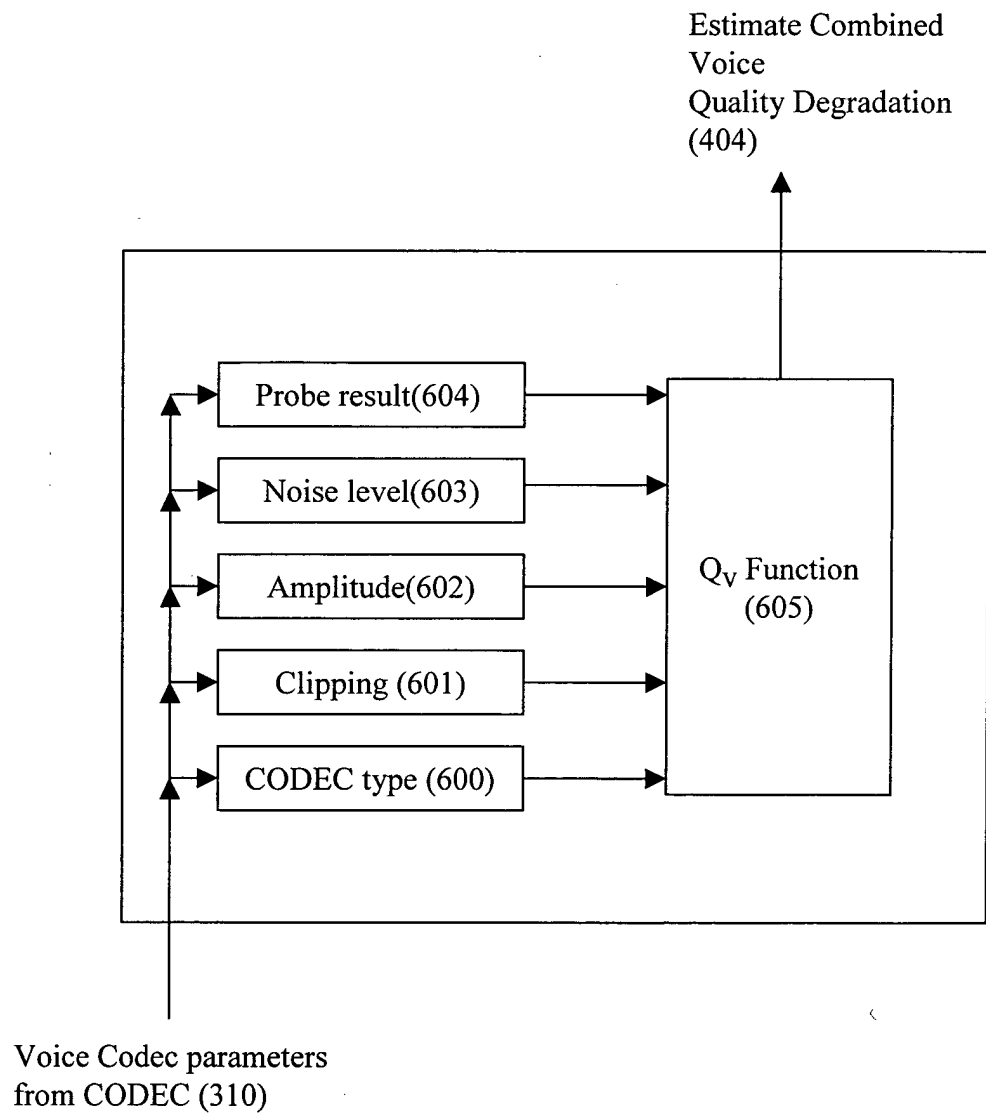 Estimate Combined
Voice
Quality Degradation
(404)
Probe result(604)
Noise level(603)
Amplitude(602)
Clipping (601)
CODEC type (600)
QV Function
(605)
Voice Codec parameters
from CODEC (310)